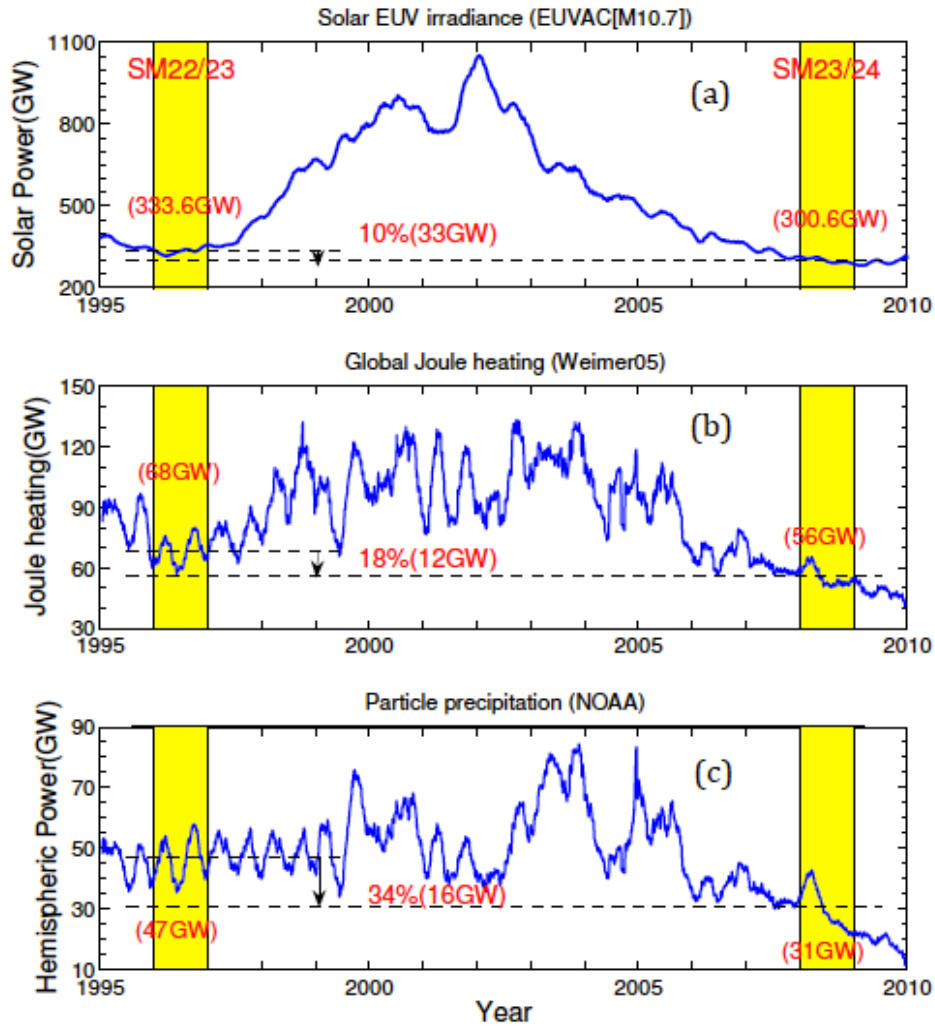 Solar EUV irradiance (EUVAC[M10.7])
1100
800
500
200
Solar Power(GW)
SM22/23
SM23/24
(a)
(333.6GW)
(300.6GW)
10%(33GW)
1995
2000
2005
2010
Global Joule heating (Weimer05)
150
120
90
60
30
Joule heating(GW)
(b)
(68GW)
(56GW)
18%(12GW)
1995
2000
2005
2010
Particle precipitation (NOAA)
90
70
50
30
10
Hemispheric Power(GW)
(c)
34%(16GW)
(47GW)
(31GW)
1995
2000
2005
2010
Year